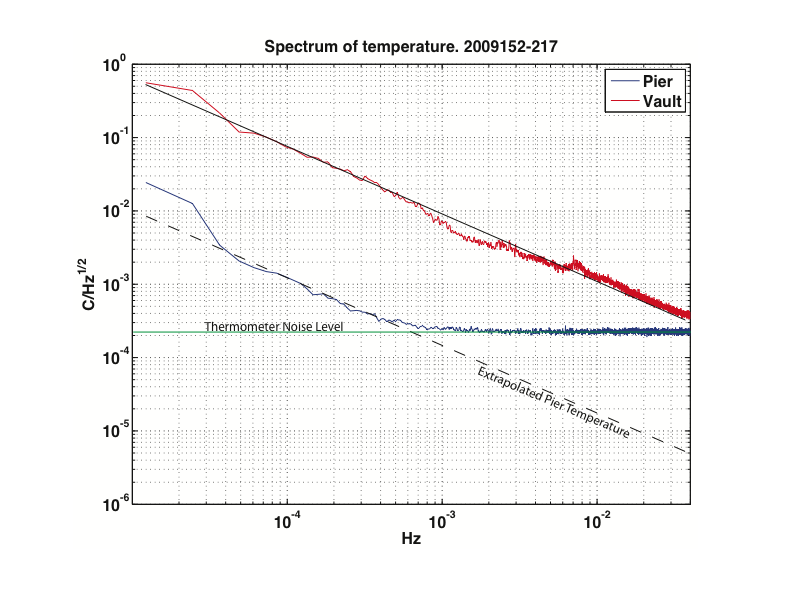 Spectrum of temperature. 2009152-217
Pier
Vault
10^0
10^-1
10^-2
10^-3
10^-4
10^-5
10^-6
C/Hz^1/2
Thermometer Noise Level
Extrapolated Pier Temperature
10^-4
10^-3
10^-2
Hz